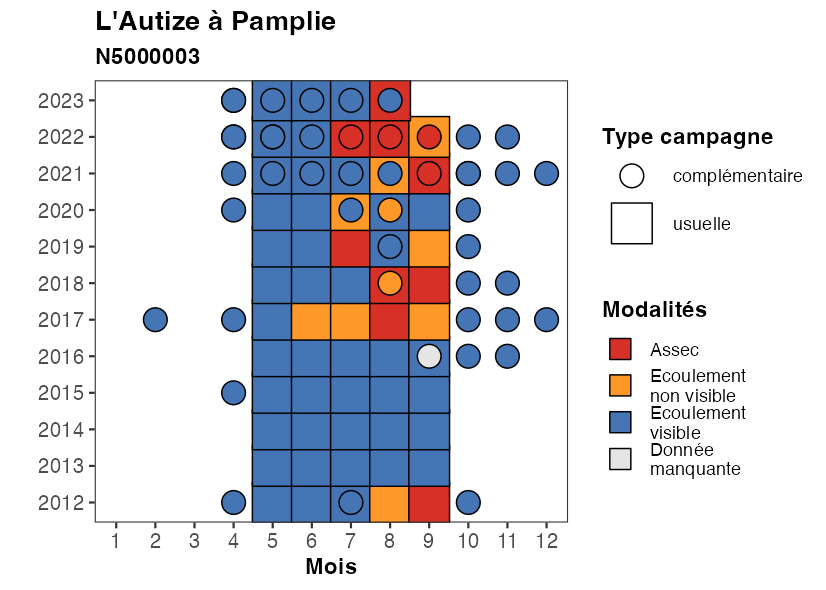 L'Autize à Pamplie
N5000003
2023
2022
2021
2020
2019
2018
2017
2016
2015
2014
2013
2012
1 2 3 4 5 6 7 8 9 10 11 12
Mois
Type campagne
complémentaire
usuelle
Modalités
Assec
Ecoulement
non visible
Ecoulement
visible
Donnée
manquante